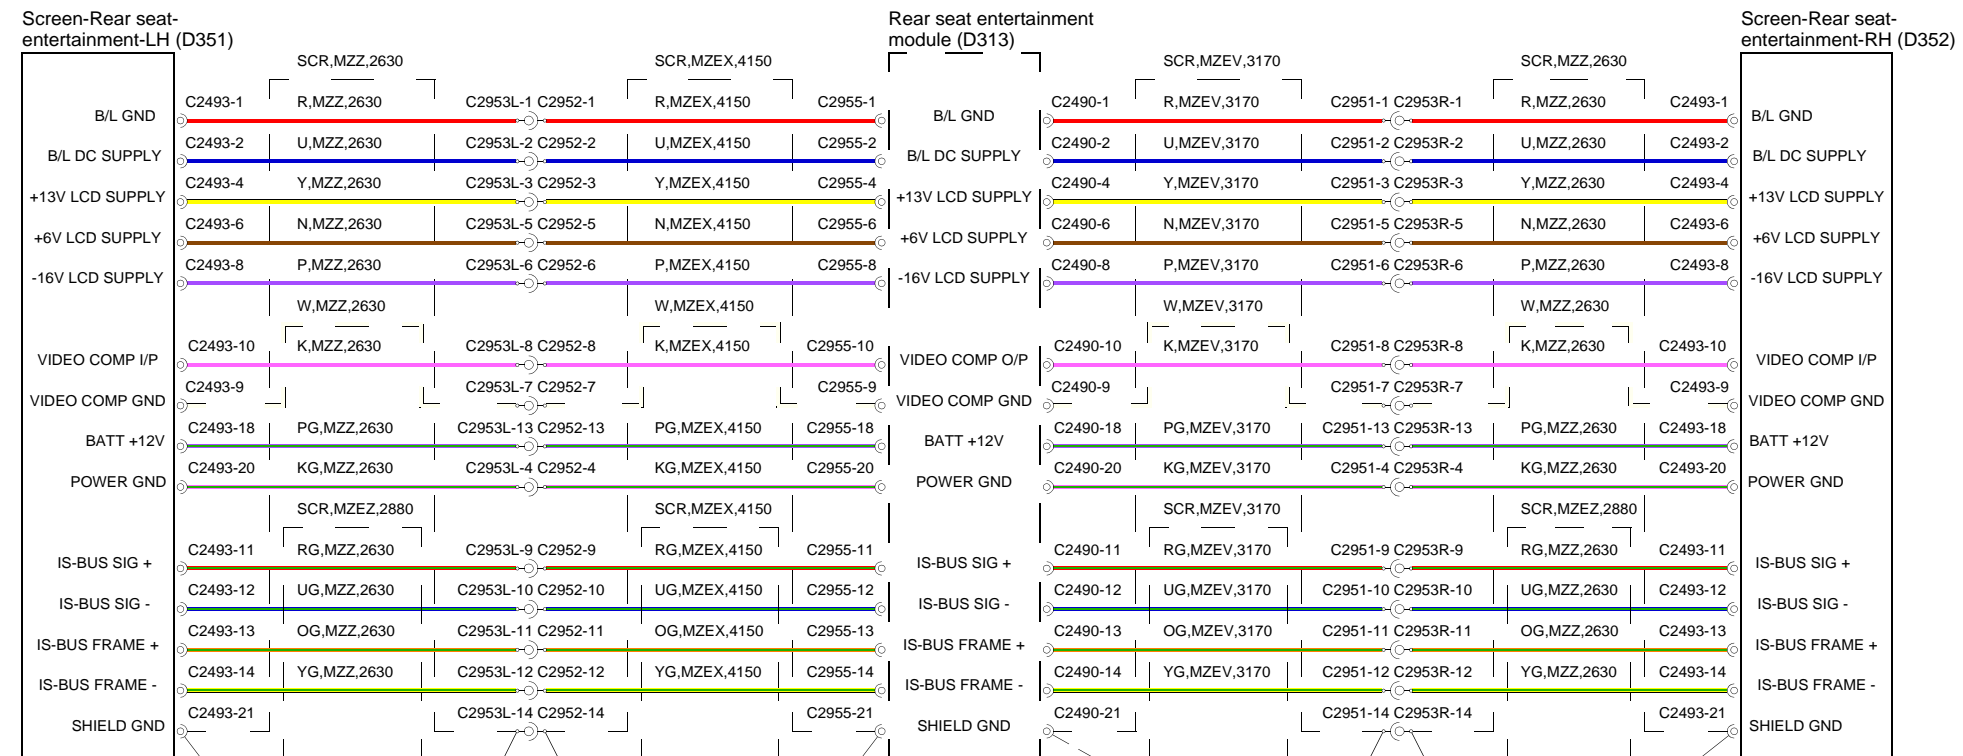 Screen-Rear seat-
entertainment-LH (D351)
Rear seat entertainment
module (D313)
Screen-Rear seat-
entertainment-RH (D352)
SCR,MZZ,2630 SCR,MZEX,4150 SCR,MZEV,3170 SCR,MZZ,2630
C2493-1 R,MZZ,2630 C2953L-1 C2952-1 R,MZEX,4150 C2955-1 C2490-1 R,MZEV,3170 C2951-1 C2953R-1 R,MZZ,2630 C2493-1
B/L GND B/L GND B/L GND
C2493-2 U,MZZ,2630 C2953L-2 C2952-2 U,MZEX,4150 C2955-2 C2490-2 U,MZEV,3170 C2951-2 C2953R-2 U,MZZ,2630 C2493-2
B/L DC SUPPLY B/L DC SUPPLY B/L DC SUPPLY
C2493-4 Y,MZZ,2630 C2953L-3 C2952-3 Y,MZEX,4150 C2955-4 C2490-4 Y,MZEV,3170 C2951-3 C2953R-3 Y,MZZ,2630 C2493-4
+13V LCD SUPPLY +13V LCD SUPPLY +13V LCD SUPPLY
C2493-6 N,MZZ,2630 C2953L-5 C2952-5 N,MZEX,4150 C2955-6 C2490-6 N,MZEV,3170 C2951-5 C2953R-5 N,MZZ,2630 C2493-6
+6V LCD SUPPLY +6V LCD SUPPLY +6V LCD SUPPLY
C2493-8 P,MZZ,2630 C2953L-6 C2952-6 P,MZEX,4150 C2955-8 C2490-8 P,MZEV,3170 C2951-6 C2953R-6 P,MZZ,2630 C2493-8
-16V LCD SUPPLY -16V LCD SUPPLY -16V LCD SUPPLY
W,MZZ,2630 W,MZEX,4150 W,MZEV,3170 W,MZZ,2630
C2493-10 K,MZZ,2630 C2953L-8 C2952-8 K,MZEX,4150 C2955-10 C2490-10 K,MZEV,3170 C2951-8 C2953R-8 K,MZZ,2630 C2493-10
VIDEO COMP I/P VIDEO COMP O/P VIDEO COMP I/P
C2493-9 C2953L-7 C2952-7 C2955-9 C2490-9 C2951-7 C2953R-7 C2493-9
VIDEO COMP GND VIDEO COMP GND VIDEO COMP GND
C2493-18 PG,MZZ,2630 C2953L-13 C2952-13 PG,MZEX,4150 C2955-18 C2490-18 PG,MZEV,3170 C2951-13 C2953R-13 PG,MZZ,2630 C2493-18
BATT +12V BATT +12V BATT +12V
C2493-20 KG,MZZ,2630 C2953L-4 C2952-4 KG,MZEX,4150 C2955-20 C2490-20 KG,MZEV,3170 C2951-4 C2953R-4 KG,MZZ,2630 C2493-20
POWER GND POWER GND POWER GND
SCR,MZEZ,2880 SCR,MZEX,4150 SCR,MZEV,3170 SCR,MZEZ,2880
C2493-11 RG,MZZ,2630 C2953L-9 C2952-9 RG,MZEX,4150 C2955-11 C2490-11 RG,MZEV,3170 C2951-9 C2953R-9 RG,MZZ,2630 C2493-11
IS-BUS SIG + IS-BUS SIG + IS-BUS SIG +
C2493-12 UG,MZZ,2630 C2953L-10 C2952-10 UG,MZEX,4150 C2955-12 C2490-12 UG,MZEV,3170 C2951-10 C2953R-10 UG,MZZ,2630 C2493-12
IS-BUS SIG - IS-BUS SIG - IS-BUS SIG -
C2493-13 OG,MZZ,2630 C2953L-11 C2952-11 OG,MZEX,4150 C2955-13 C2490-13 OG,MZEV,3170 C2951-11 C2953R-11 OG,MZZ,2630 C2493-13
IS-BUS FRAME + IS-BUS FRAME + IS-BUS FRAME +
C2493-14 YG,MZZ,2630 C2953L-12 C2952-12 YG,MZEX,4150 C2955-14 C2490-14 YG,MZEV,3170 C2951-12 C2953R-12 YG,MZZ,2630 C2493-14
IS-BUS FRAME - IS-BUS FRAME - IS-BUS FRAME -
C2493-21 C2953L-14 C2952-14 C2955-21 C2490-21 C2951-14 C2953R-14 C2493-21
SHIELD GND SHIELD GND SHIELD GND